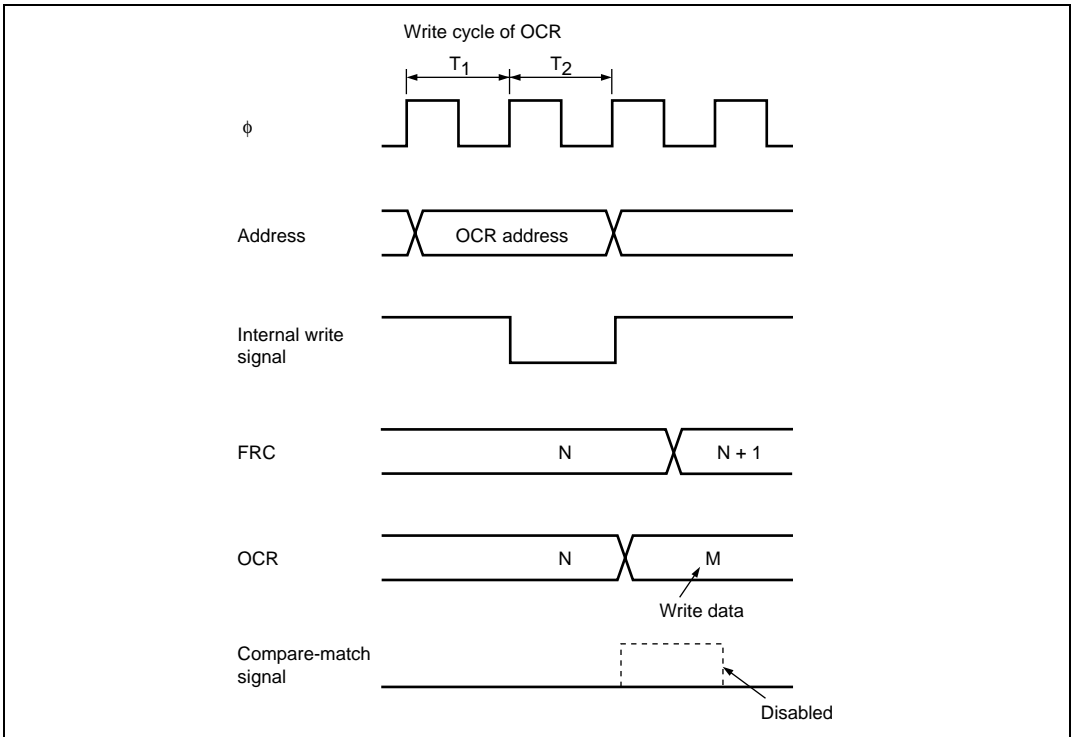 Write cycle of OCR
T1 T2
φ
Address OCR address
Internal write
signal
FRC N N + 1
OCR N M
Write data
Compare-match
signal
Disabled